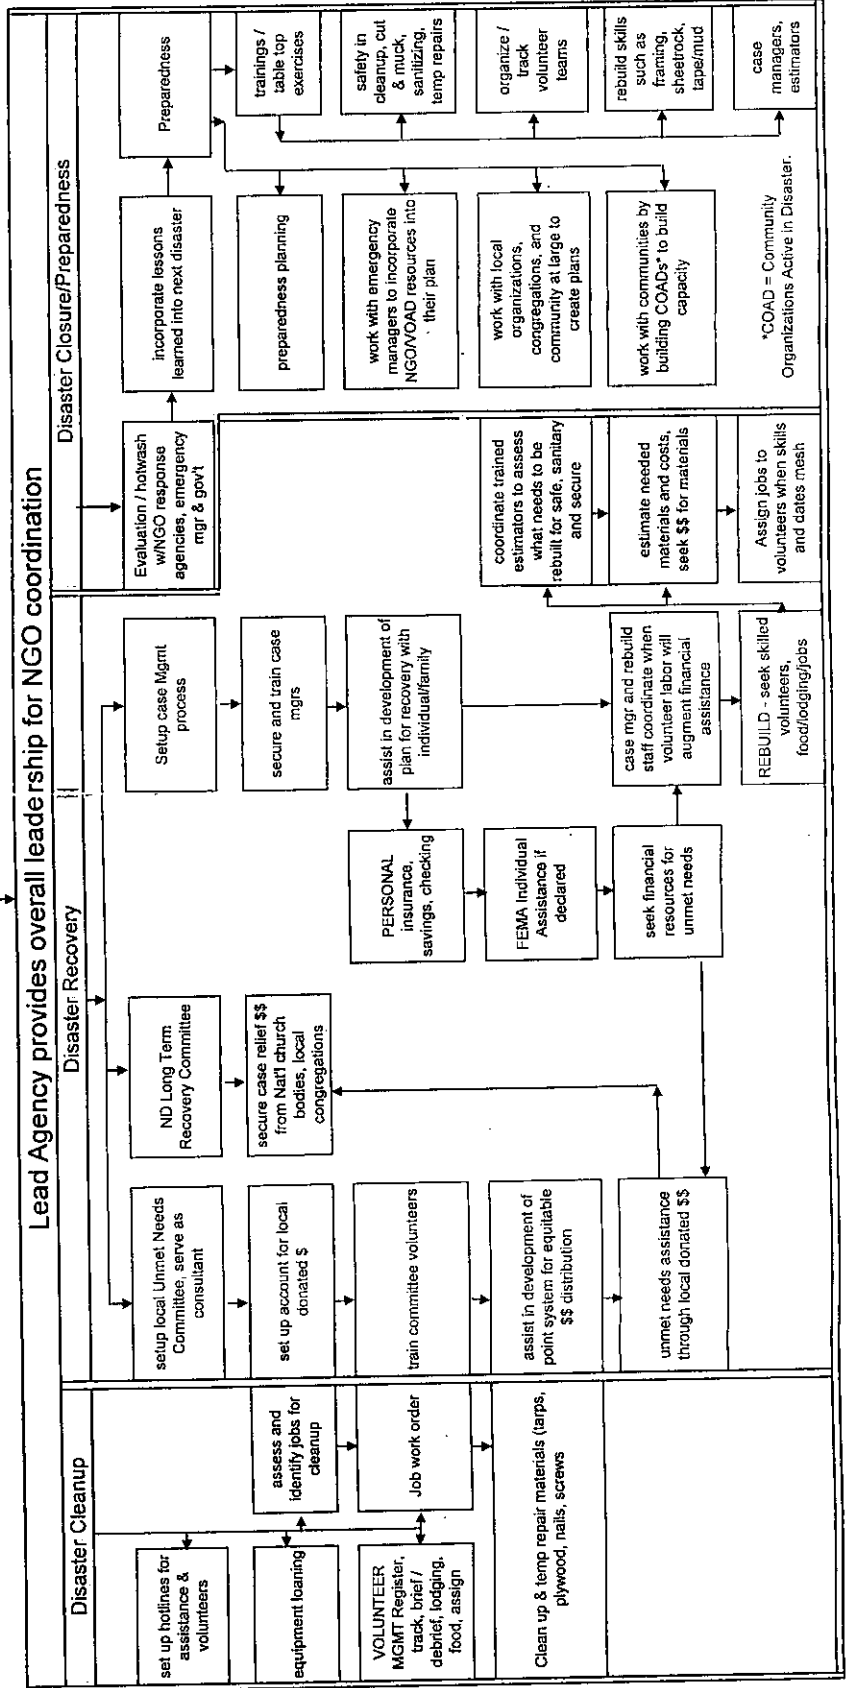 Lead Agency provides overall leadership for NGO coordination
Disaster Cleanup
set up hotlines for
assistance &
volunteers
equipment loaning
assess and
identify jobs for
cleanup
VOLUNTEER
MGMT Register,
track, brief /
debrief, lodging,
food, assign
Job work order
Clean up & temp repair materials (tarps,
plywood, nails, screws
Disaster Recovery
setup local Unmet Needs
Committee, serve as
consultant
set up account for local
donated $
train committee volunteers
assist in development of
point system for equitable
$$ distribution
unmet needs assistance
through local donated $$
ND Long Term
Recovery Committee
secure case relief $$
from Nat'l church
bodies, local
congregations
Setup case Mgmt
process
secure and train case
mgrs
assist in development of
plan for recovery with
individual/family
PERSONAL
insurance,
savings, checking
FEMA Individual
Assistance if
declared
seek financial
resources for
unmet needs
case mgr and rebuild
staff coordinate when
volunteer labor will
augment financial
assistance
REBUILD - seek skilled
volunteers,
food/lodging/jobs
coordinate trained
estimators to assess
what needs to be
rebuilt for safe, sanitary
and secure
estimate needed
materials and costs,
seek $$ for materials
Assign jobs to
volunteers when skills
and dates mesh
Disaster Closure/Preparedness
Evaluation / hotwash
w/NGO response
agencies, emergency
mgr & gov't
incorporate lessons
learned into next disaster
Preparedness
preparedness planning
work with emergency
managers to incorporate
NGO/VOAD resources into
their plan
work with local
organizations,
congregations, and
community at large to
create plans
work with communities by
building COADs* to build
capacity
trainings /
table top
exercises
safety in
cleanup, cut
& muck,
sanitizing,
temp repairs
organize /
track
volunteer
teams
rebuild skills
such as
framing,
sheetrock,
tape/mud
case
managers,
estimators
*COAD = Community
Organizations Active in Disaster.